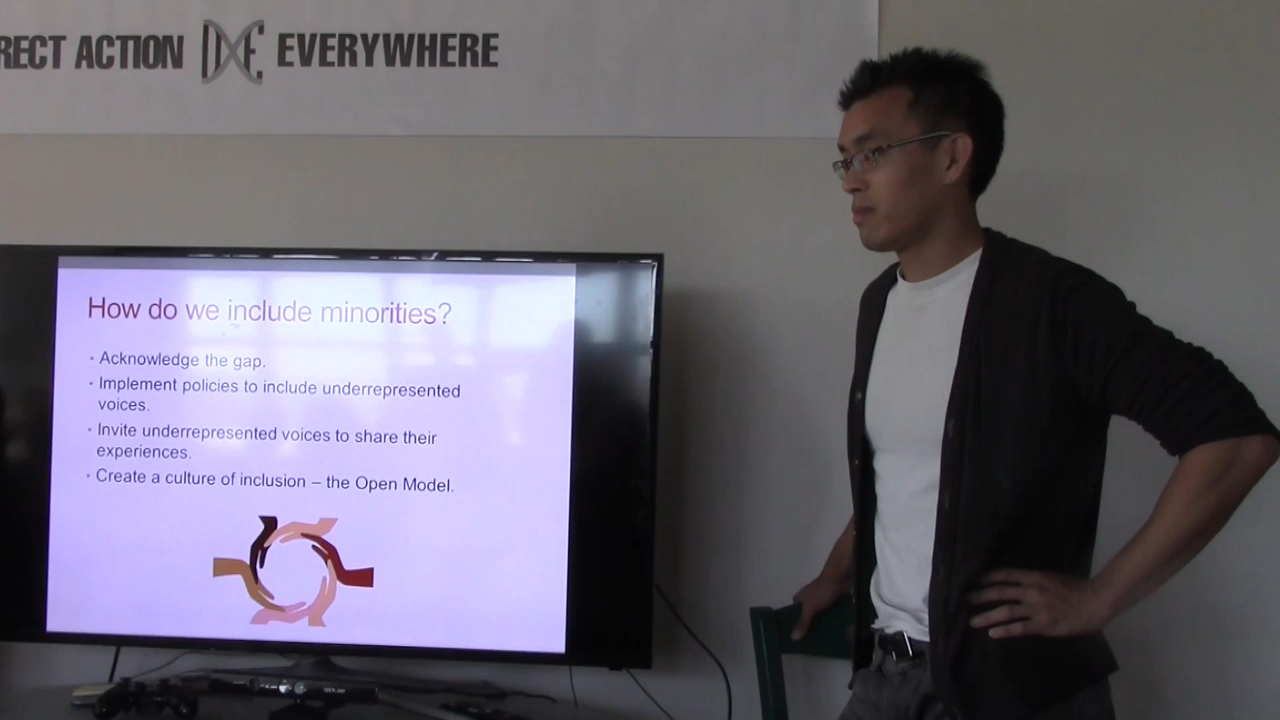 RECT ACTION DXE EVERYWHERE
How do we include minorities?
• Acknowledge the gap.
• Implement policies to include underrepresented
voices.
• Invite underrepresented voices to share their
experiences.
• Create a culture of inclusion – the Open Model.